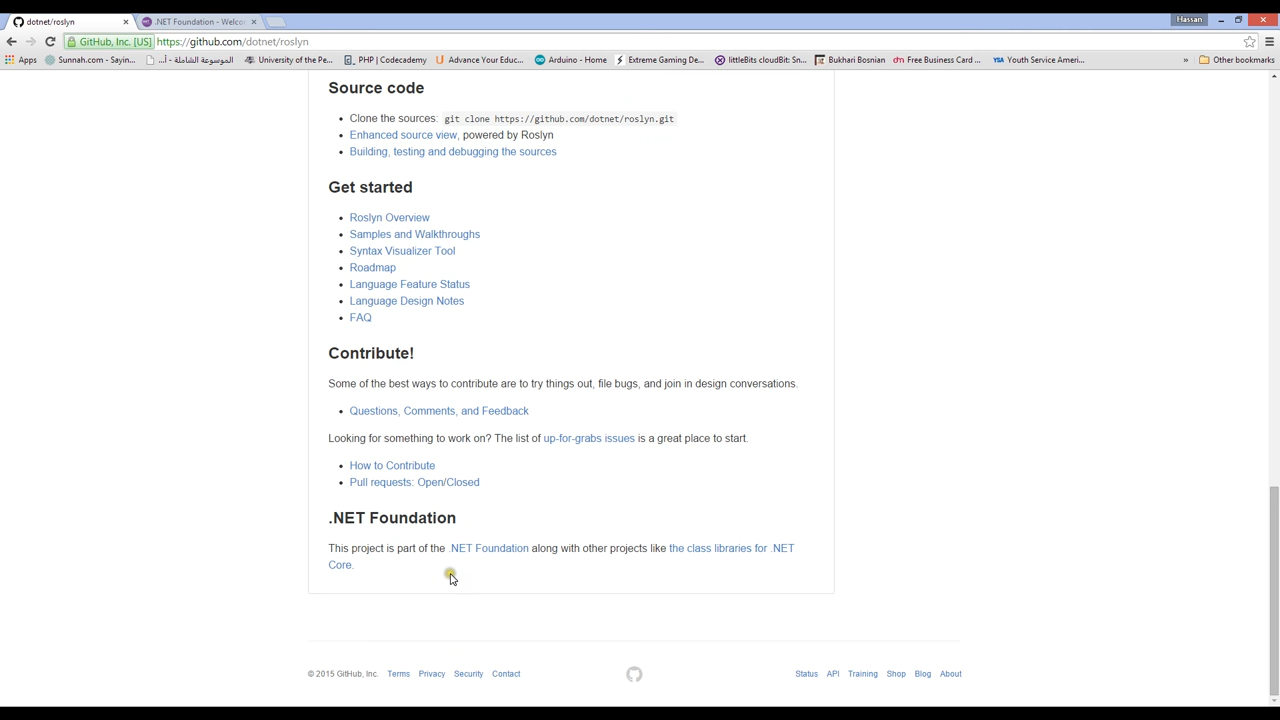 dotnet/roslyn
.NET Foundation - Welco
Hassan
GitHub, Inc. [US] https://github.com/dotnet/roslyn
Apps Sunnah.com - Sayin... الموسوعة الشاملة - أ... University of the Pe... PHP | Codecademy Advance Your Educ... Arduino - Home Extreme Gaming De... littleBits cloudBit: Sn... Bukhari Bosnian Free Business Card ... Youth Service Ameri... » Other bookmarks
Source code
• Clone the sources: git clone https://github.com/dotnet/roslyn.git
• Enhanced source view, powered by Roslyn
• Building, testing and debugging the sources
Get started
• Roslyn Overview
• Samples and Walkthroughs
• Syntax Visualizer Tool
• Roadmap
• Language Feature Status
• Language Design Notes
• FAQ
Contribute!
Some of the best ways to contribute are to try things out, file bugs, and join in design conversations.
• Questions, Comments, and Feedback
Looking for something to work on? The list of up-for-grabs issues is a great place to start.
• How to Contribute
• Pull requests: Open/Closed
.NET Foundation
This project is part of the .NET Foundation along with other projects like the class libraries for .NET
Core.
© 2015 GitHub, Inc. Terms Privacy Security Contact Status API Training Shop Blog About